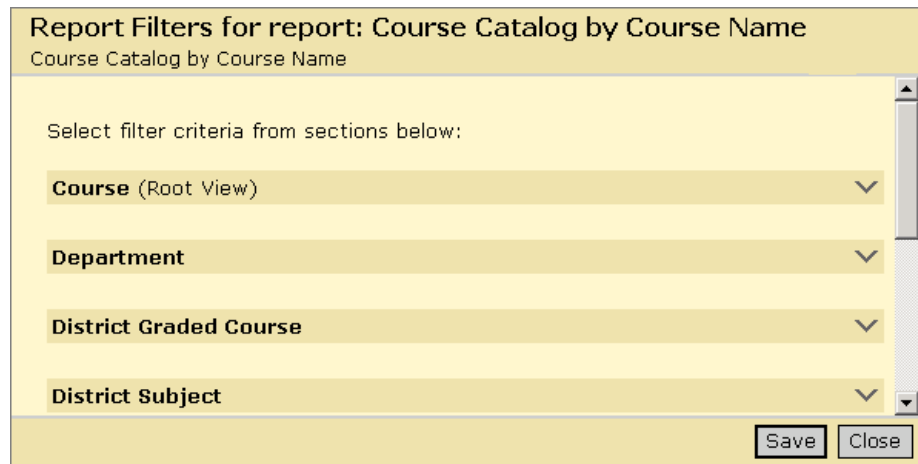 Report Filters for report: Course Catalog by Course Name
Course Catalog by Course Name
Select filter criteria from sections below:
Course (Root View)
Department
District Graded Course
District Subject
Save Close